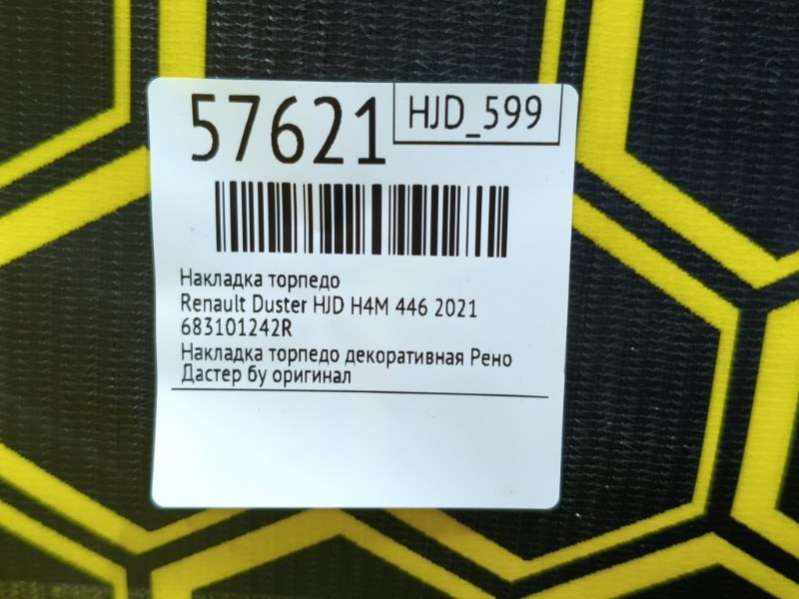 57621
HJD_599
Накладка торпедо
Renault Duster HJD H4M 446 2021
683101242R
Накладка торпедо декоративная Рено
Дастер бу оригинал